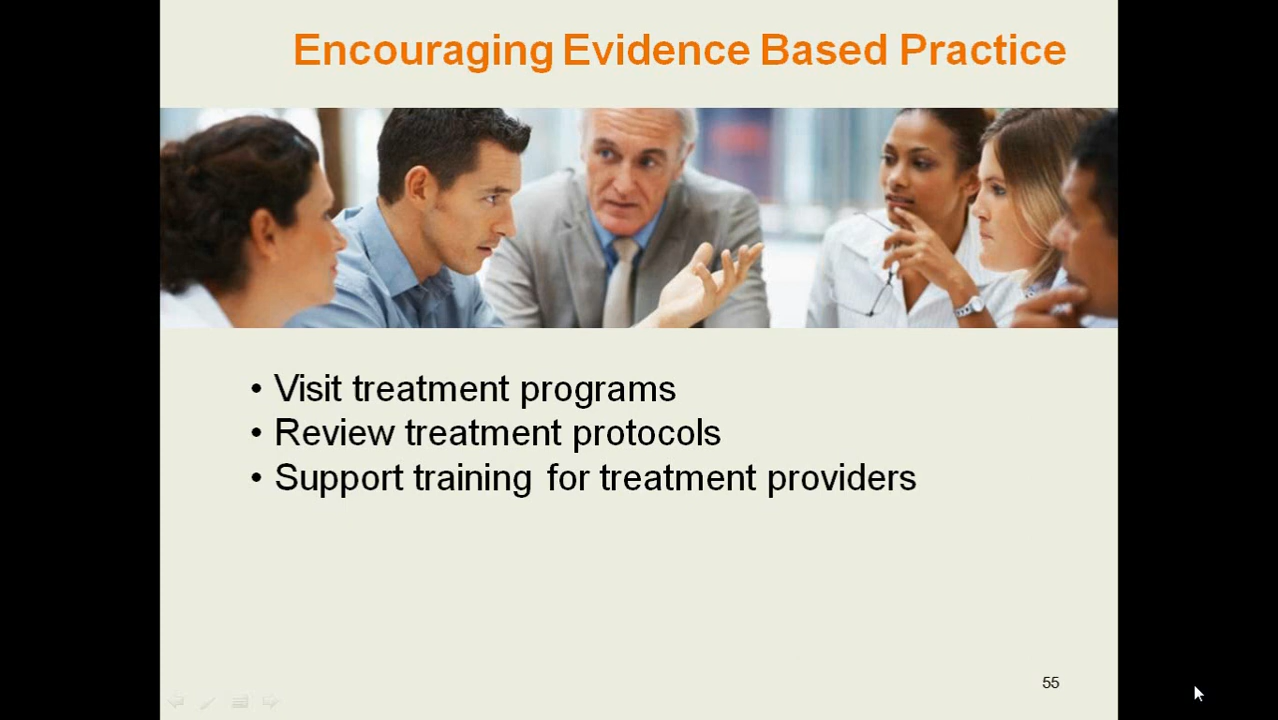 Encouraging Evidence Based Practice
• Visit treatment programs
• Review treatment protocols
• Support training for treatment providers
55